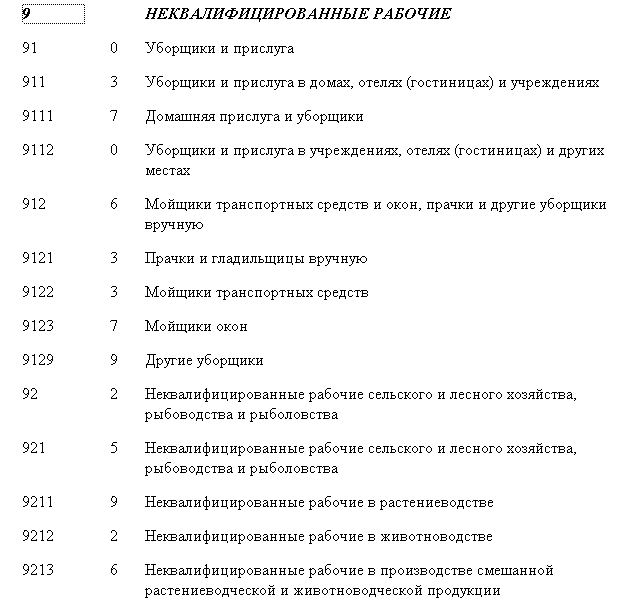 9 НЕКВАЛИФИЦИРОВАННЫЕ РАБОЧИЕ
91 0 Уборщики и прислуга
911 3 Уборщики и прислуга в домах, отелях (гостиницах) и учреждениях
9111 7 Домашняя прислуга и уборщики
9112 0 Уборщики и прислуга в учреждениях, отелях (гостиницах) и других
местах
912 6 Мойщики транспортных средств и окон, прачки и другие уборщики
вручную
9121 3 Прачки и гладильщицы вручную
9122 3 Мойщики транспортных средств
9123 7 Мойщики окон
9129 9 Другие уборщики
92 2 Неквалифицированные рабочие сельского и лесного хозяйства,
рыбоводства и рыболовства
921 5 Неквалифицированные рабочие сельского и лесного хозяйства,
рыбоводства и рыболовства
9211 9 Неквалифицированные рабочие в растениеводстве
9212 2 Неквалифицированные рабочие в животноводстве
9213 6 Неквалифицированные рабочие в производстве смешанной
растениеводческой и животноводческой продукции